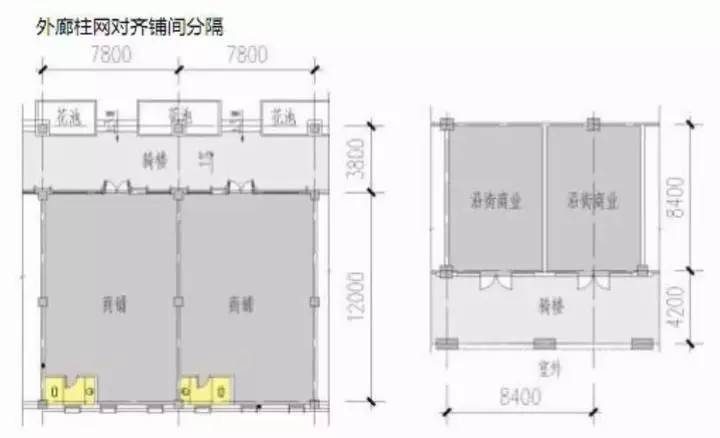 外廊柱网对齐铺间分隔
7800 7800
花池 花池 花池
骑楼
3800
商铺 商铺
12000
沿街商业 沿街商业
8400
骑楼
4200
室外
8400